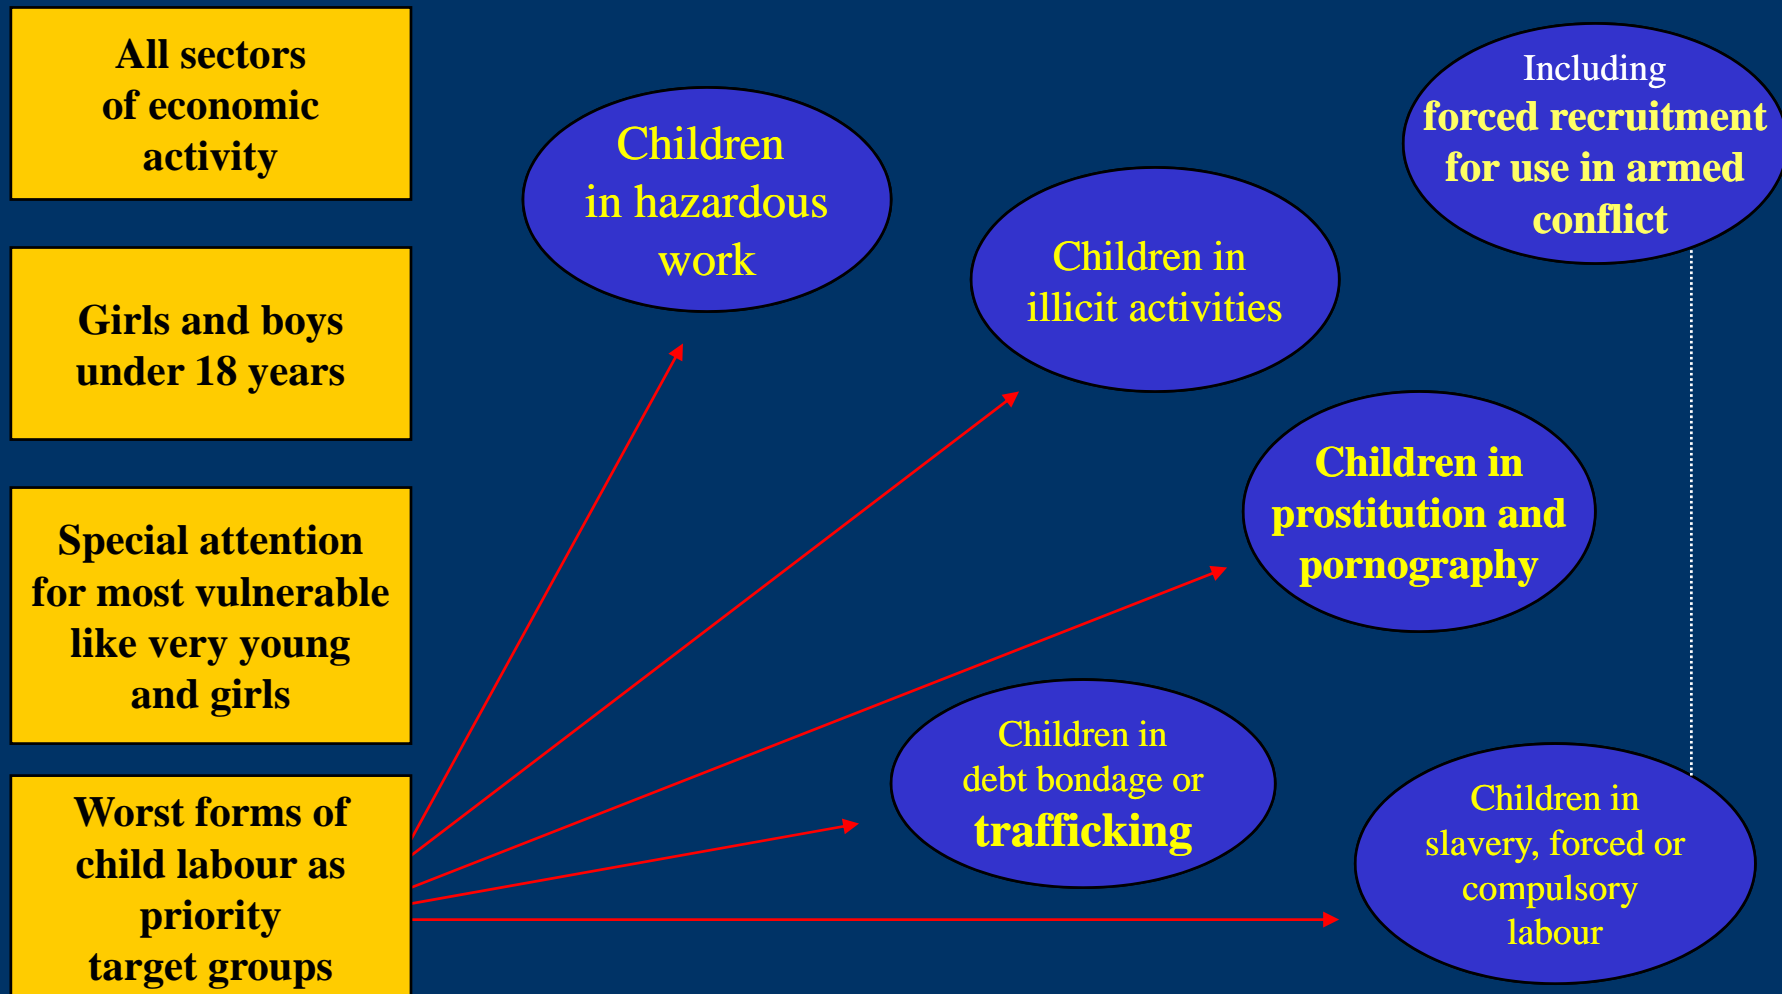 All sectors
of economic
activity
Girls and boys
under 18 years
Special attention
for most vulnerable
like very young
and girls
Worst forms of
child labour as
priority
target groups
Children
in hazardous
work
Children in
illicit activities
Including
forced recruitment
for use in armed
conflict
Children in
prostitution and
pornography
Children in
debt bondage or
trafficking
Children in
slavery, forced or
compulsory
labour